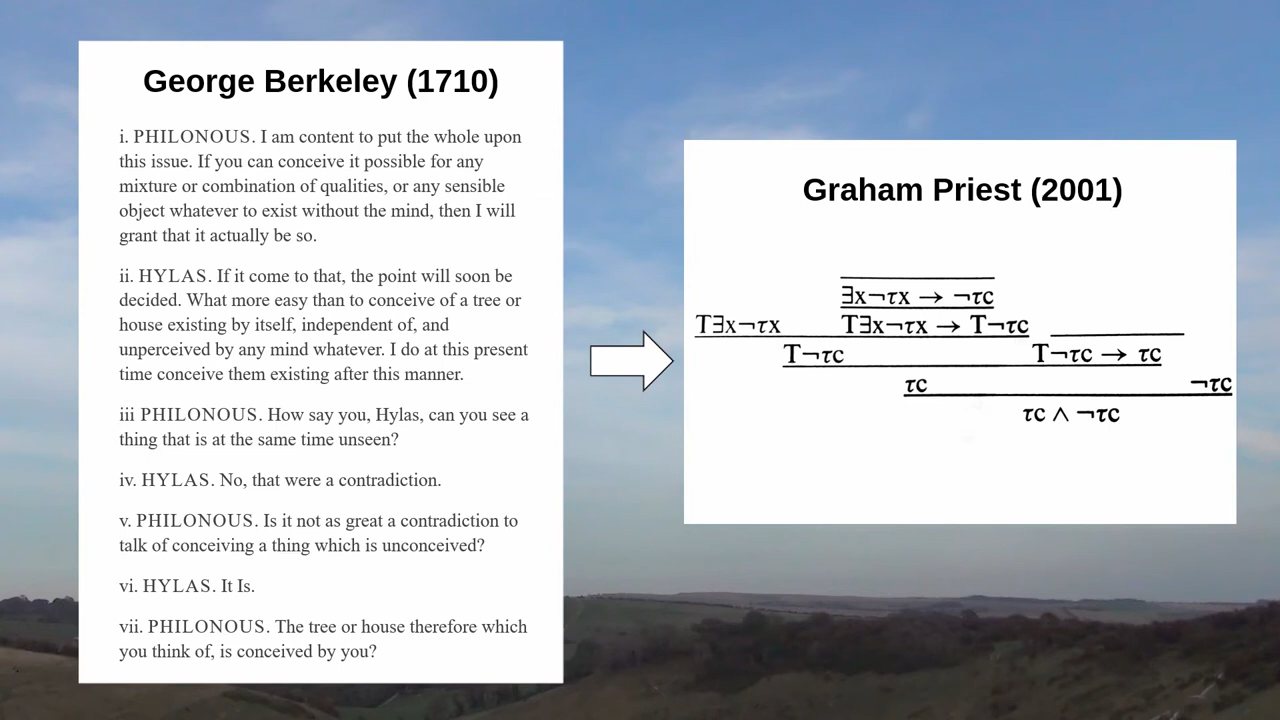 George Berkeley (1710)
i. PHILONOUS. I am content to put the whole upon
this issue. If you can conceive it possible for any
mixture or combination of qualities, or any sensible
object whatever to exist without the mind, then I will
grant that it actually be so.
ii. HYLAS. If it come to that, the point will soon be
decided. What more easy than to conceive of a tree or
house existing by itself, independent of, and
unperceived by any mind whatever. I do at this present
time conceive them existing after this manner.
iii PHILONOUS. How say you, Hylas, can you see a
thing that is at the same time unseen?
iv. HYLAS. No, that were a contradiction.
v. PHILONOUS. Is it not as great a contradiction to
talk of conceiving a thing which is unconceived?
vi. HYLAS. It Is.
vii. PHILONOUS. The tree or house therefore which
you think of, is conceived by you?
Graham Priest (2001)
∃x¬τx → ¬τc
T∃x¬τx T∃x¬τx → T¬τc
T¬τc T¬τc → τc
τc ¬τc
τc ∧ ¬τc